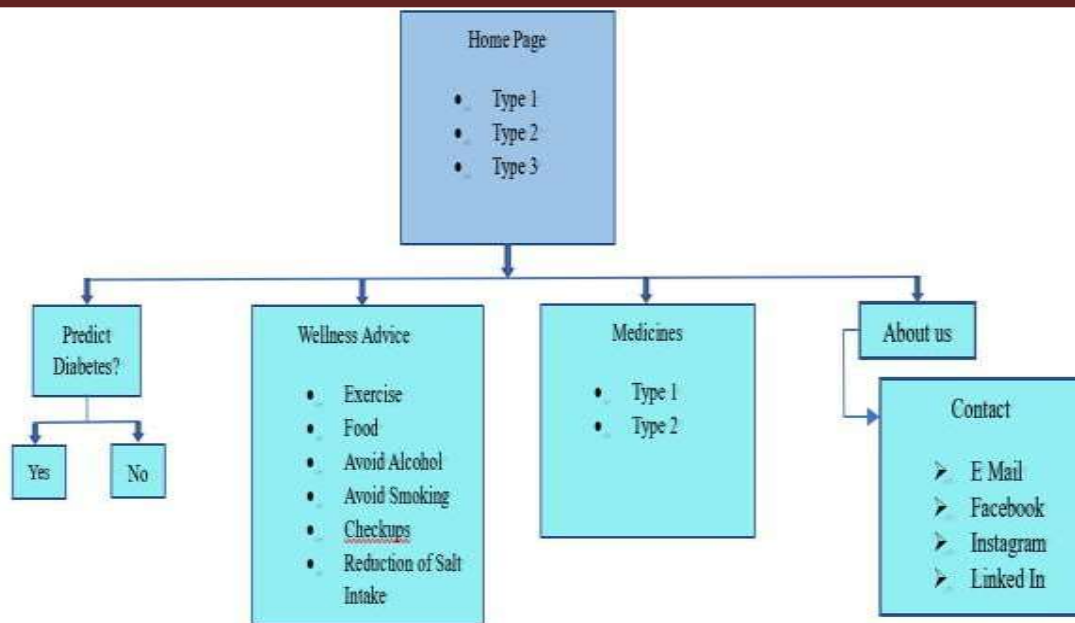 Home Page
• Type 1
• Type 2
• Type 3
Predict
Diabetes?
Yes
No
Wellness Advice
• Exercise
• Food
• Avoid Alcohol
• Avoid Smoking
• Checkups
• Reduction of Salt
Intake
Medicines
• Type 1
• Type 2
About us
Contact
➢ E Mail
➢ Facebook
➢ Instagram
➢ Linked In